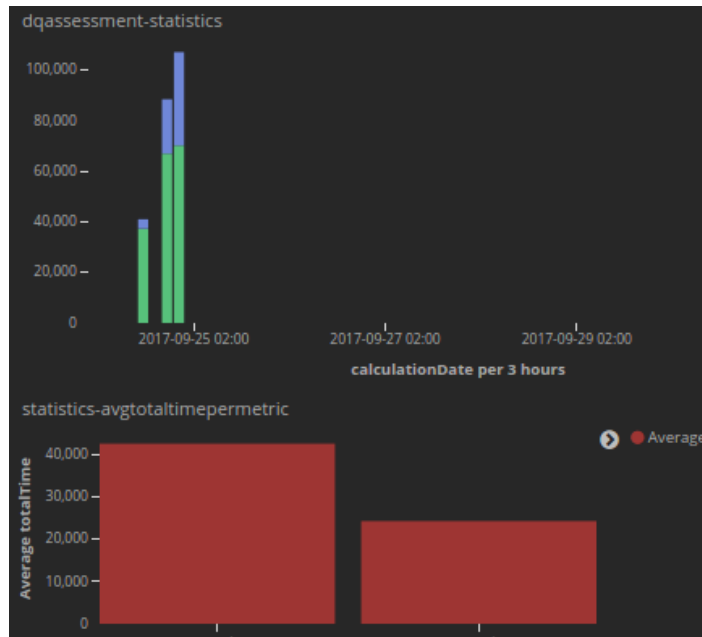 dqassessment-statistics
100,000
80,000
60,000
40,000
20,000
0
2017-09-25 02:00 2017-09-27 02:00 2017-09-29 02:00
calculationDate per 3 hours
statistics-avgtotaltimepermetric
Average
Average totalTime
40,000
30,000
20,000
10,000
0